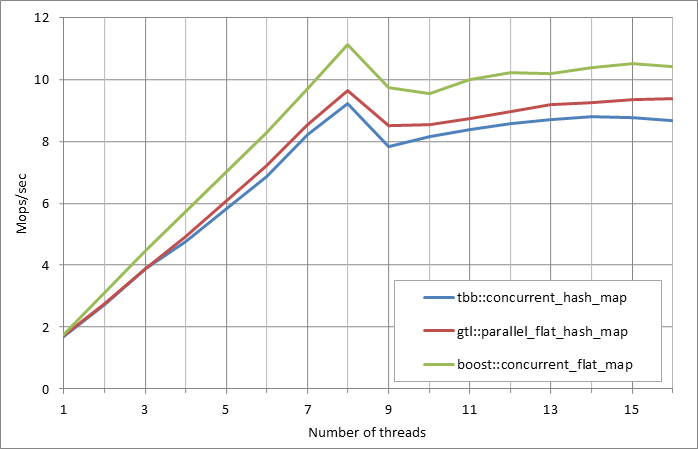 12
10
8
6
4
2
0
Mops/sec
tbb::concurrent_hash_map
gtl::parallel_flat_hash_map
boost::concurrent_flat_map
1 3 5 7 9 11 13 15
Number of threads